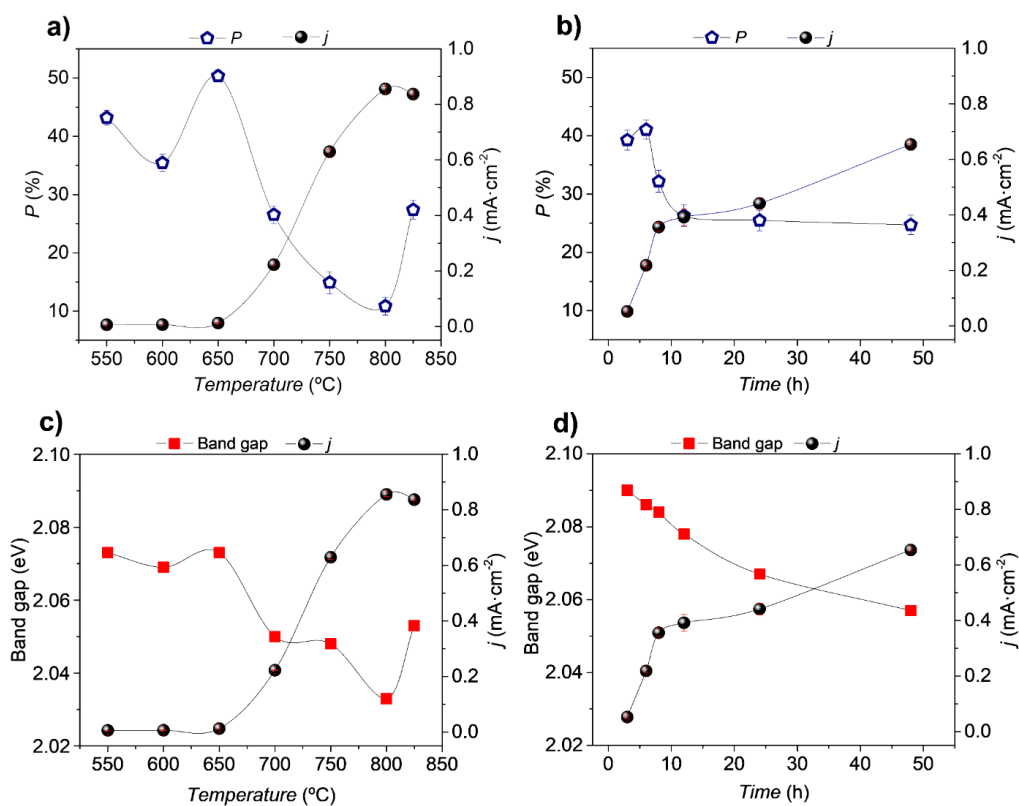 a)
P j
50
40
30
20
10
P (%)
1.0
0.8
0.6
0.4
0.2
0.0
j (mA·cm-2)
550 600 650 700 750 800 850
Temperature (ºC)
b)
P j
50
40
30
20
10
P (%)
1.0
0.8
0.6
0.4
0.2
0.0
j (mA·cm-2)
0 10 20 30 40 50
Time (h)
c)
Band gap j
2.10
2.08
2.06
2.04
2.02
Band gap (eV)
1.0
0.8
0.6
0.4
0.2
0.0
j (mA·cm-2)
550 600 650 700 750 800 850
Temperature (ºC)
d)
Band gap j
2.10
2.08
2.06
2.04
2.02
Band gap (eV)
1.0
0.8
0.6
0.4
0.2
0.0
j (mA·cm-2)
0 10 20 30 40 50
Time (h)